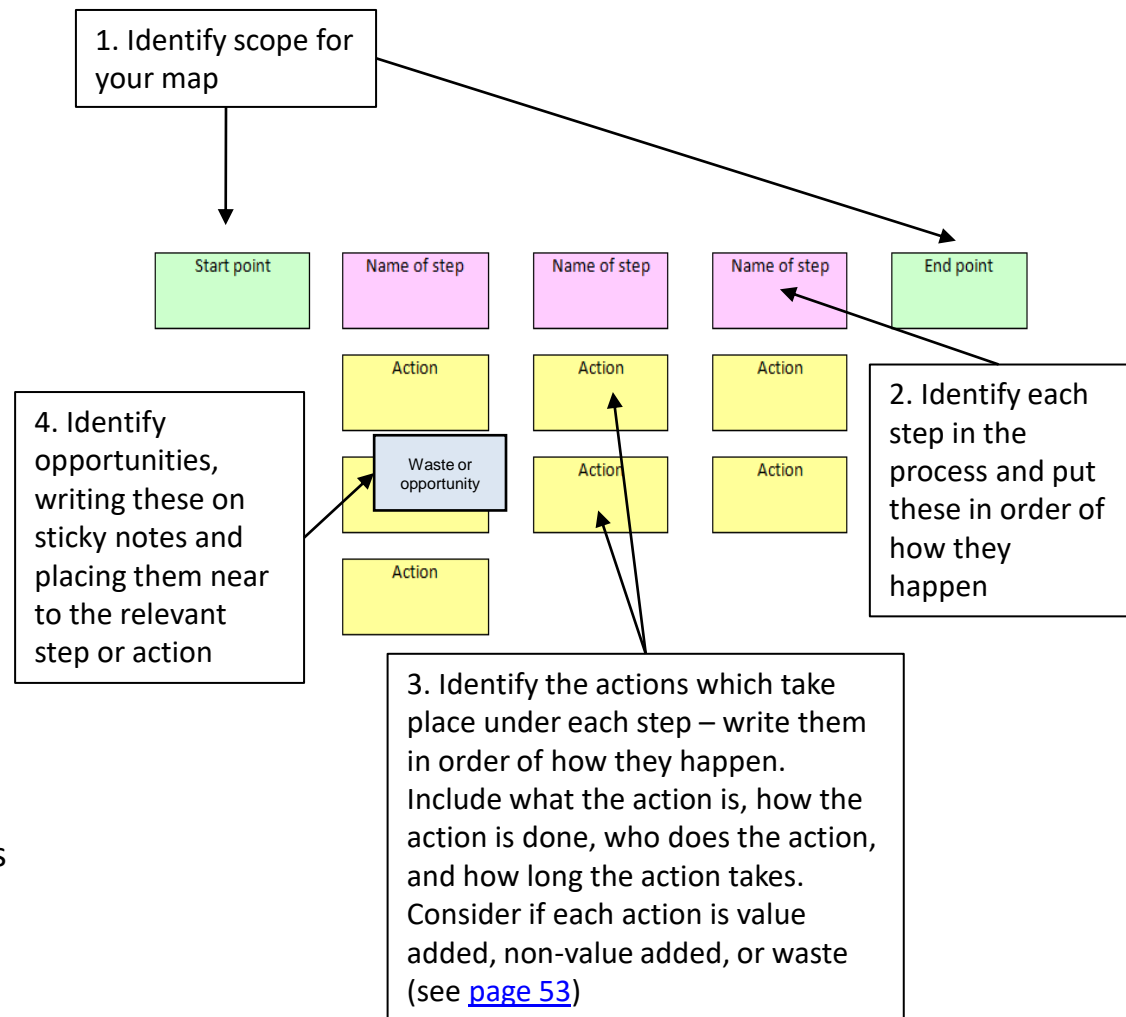 1. Identify scope for
your map
Start point
Name of step
Name of step
Name of step
End point
Action
Action
Action
Waste or
opportunity
Action
Action
Action
4. Identify
opportunities,
writing these on
sticky notes and
placing them near
to the relevant
step or action
2. Identify each
step in the
process and put
these in order of
how they
happen
3. Identify the actions which take
place under each step – write them
in order of how they happen.
Include what the action is, how the
action is done, who does the action,
and how long the action takes.
Consider if each action is value
added, non-value added, or waste
(see page 53)
s